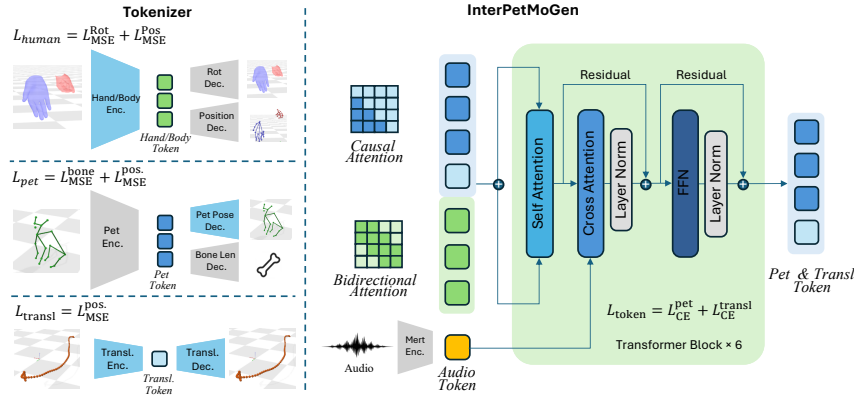 Tokenizer
L_human = L_MSE^Rot + L_MSE^Pos
Hand/Body
Enc.
Hand/Body
Token
Rot
Dec.
Position
Dec.
L_pet = L_MSE^bone + L_MSE^pos.
Pet
Enc.
Pet
Token
Pet Pose
Dec.
Bone Len
Dec.
L_transl = L_MSE^pos.
Transl.
Enc.
Transl.
Token
Transl.
Dec.
InterPetMoGen
Causal
Attention
Bidirectional
Attention
Audio
Mert
Enc.
Audio
Token
Self Attention
Cross Attention
Layer Norm
Residual
FFN
Layer Norm
Residual
L_token = L_CE^pet + L_CE^transl
Transformer Block × 6
Pet & Transl
Token